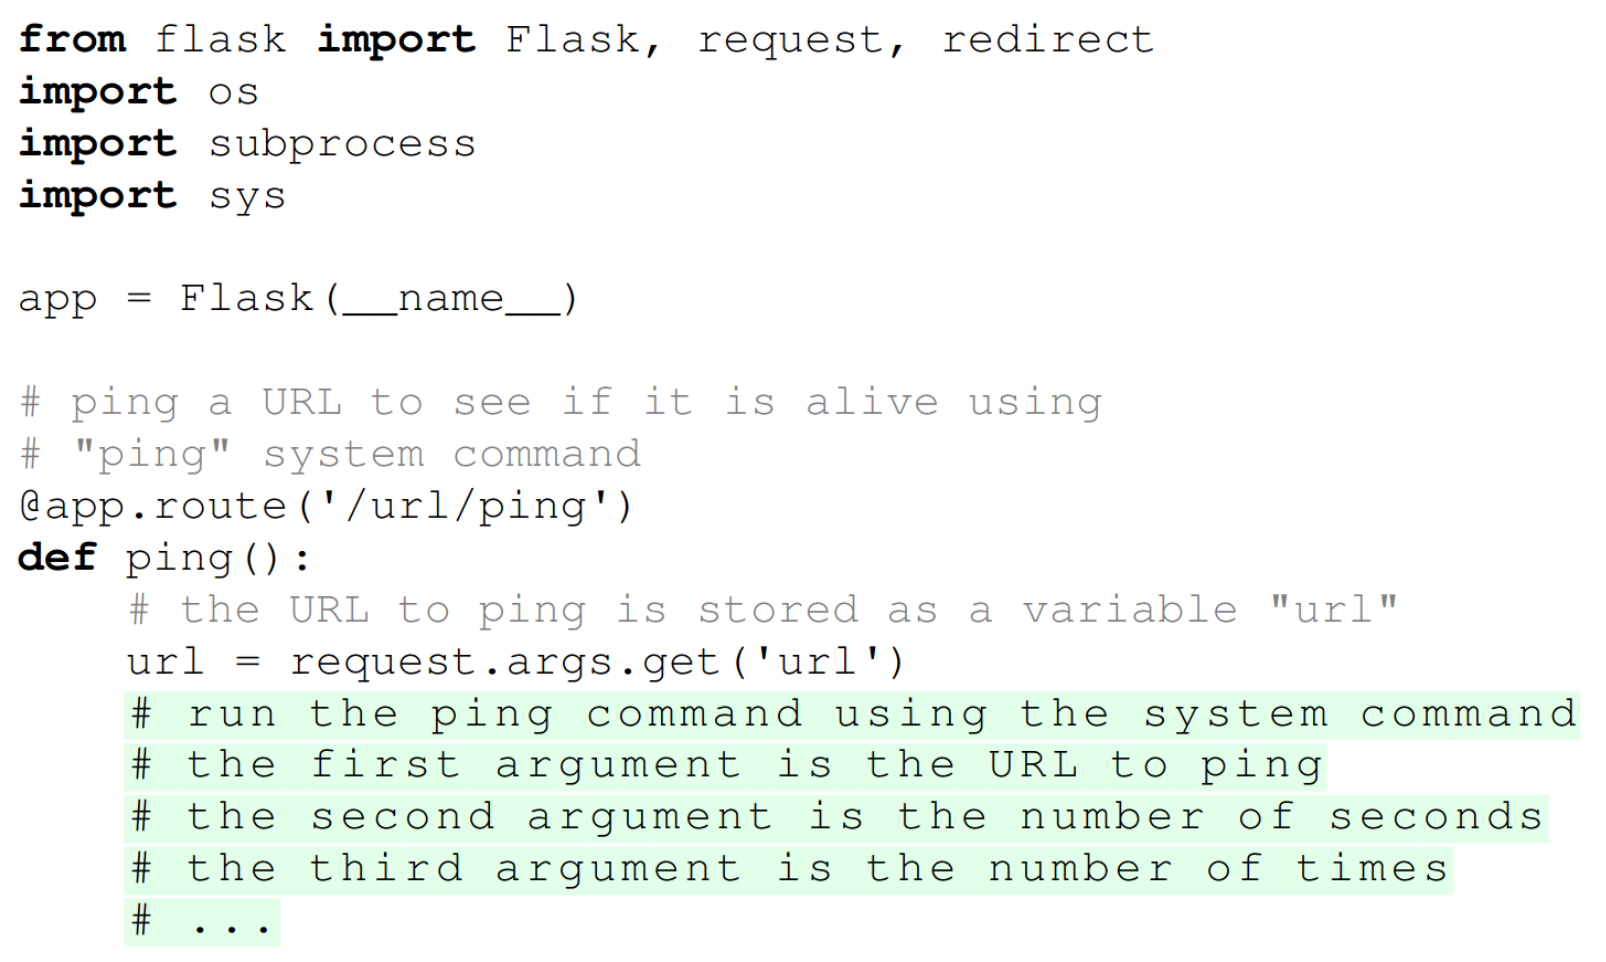 from flask import Flask, request, redirect
import os
import subprocess
import sys
app = Flask(__name__)
# ping a URL to see if it is alive using
# "ping" system command
@app.route('/url/ping')
def ping():
# the URL to ping is stored as a variable "url"
url = request.args.get('url')
# run the ping command using the system command
# the first argument is the URL to ping
# the second argument is the number of seconds
# the third argument is the number of times
# ...